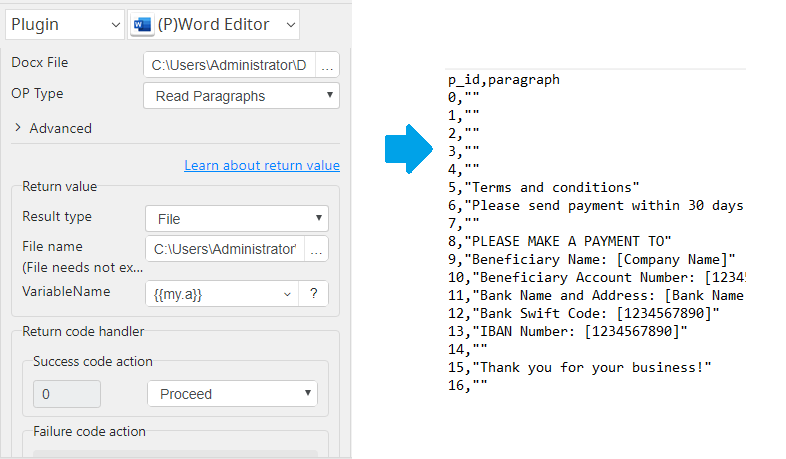 Plugin
(P)Word Editor
Docx File
C:\Users\Administrator\D
...
OP Type
Read Paragraphs
Advanced
Learn about return value
Return value
Result type
File
File name
C:\Users\Administrator'
...
(File needs not ex...
VariableName
{{my.a}}
?
Return code handler
Success code action
0
Proceed
Failure code action
p_id,paragraph
0,""
1,""
2,""
3,""
4,""
5,"Terms and conditions"
6,"Please send payment within 30 days
7,""
8,"PLEASE MAKE A PAYMENT TO"
9,"Beneficiary Name: [Company Name]"
10,"Beneficiary Account Number: [12345
11,"Bank Name and Address: [Bank Name
12,"Bank Swift Code: [1234567890]"
13,"IBAN Number: [1234567890]"
14,""
15,"Thank you for your business!"
16,""